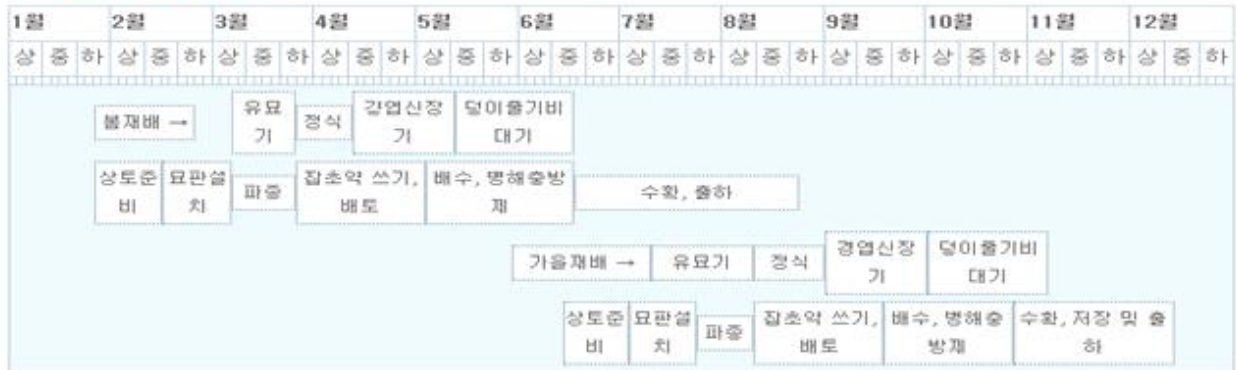 1월 2월 3월 4월 5월 6월 7월 8월 9월 10월 11월 12월
상 중 하 상 중 하 상 중 하 상 중 하 상 중 하 상 중 하 상 중 하 상 중 하 상 중 하 상 중 하 상 중 하 상 중 하
봄재배 → 유묘 정식 경엽신장 덩이줄기비
기 기 대기
상토준 묘판설 파종 잡초약 쓰기, 배수, 병해충방 수확, 출하
비 치 배토 제
가을재배 → 유묘기 정식 경엽신장 덩이줄기비
기 대기
상토준 묘판설 파종 잡초약 쓰기, 배수, 병해충 수확, 저장 및 출
비 치 배토 방제 하